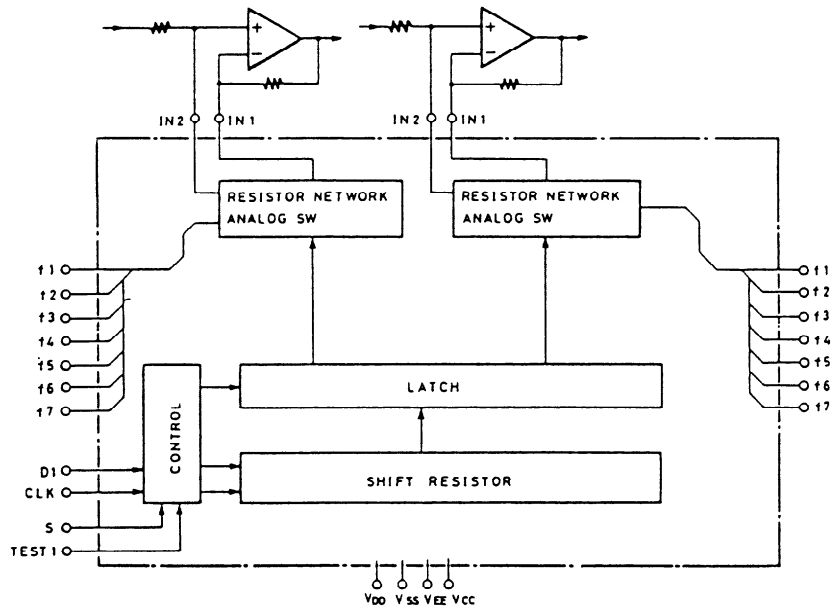 +
−
+
−
IN2
IN1
IN2
IN1
RESISTOR NETWORK
ANALOG SW
RESISTOR NETWORK
ANALOG SW
f1
f2
f3
f4
f5
f6
f7
f1
f2
f3
f4
f5
f6
f7
LATCH
CONTROL
SHIFT RESISTOR
D1
CLK
S
TEST1
VDD VSS VEE VCC